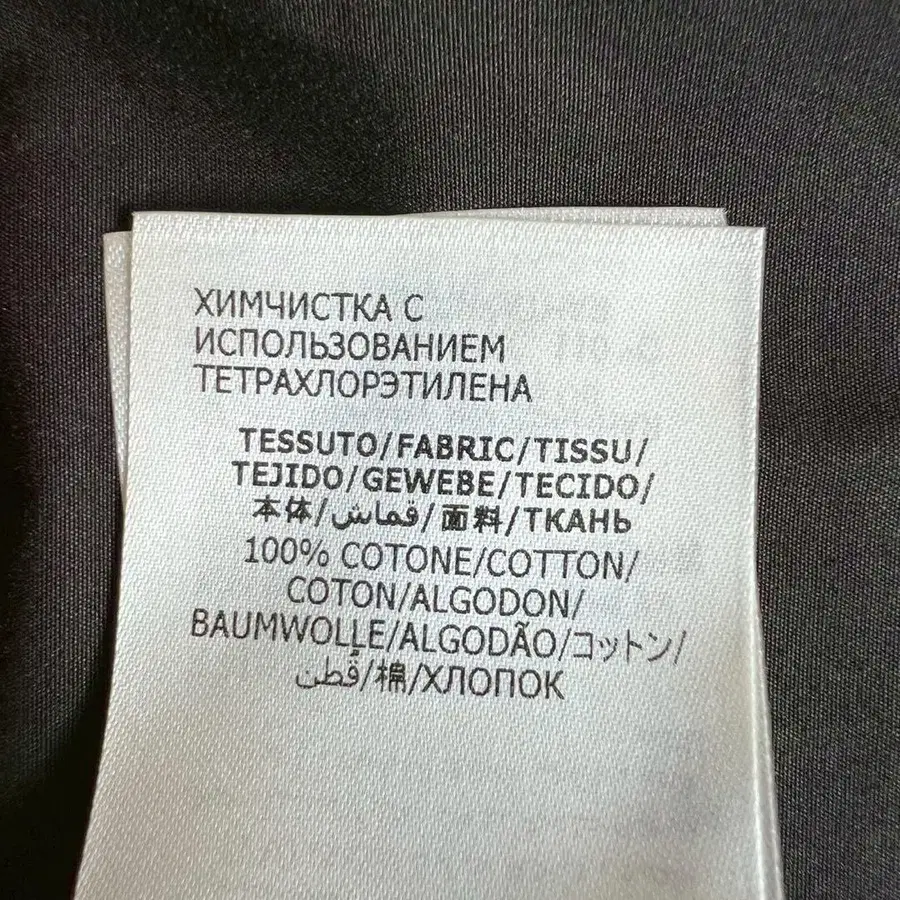 ХИМЧИСТКА С
ИСПОЛЬЗОВАНИЕМ
ТЕТРАХЛОРЭТИЛЕНА
TESSUTO/FABRIC/TISSU/
TEJIDO/GEWEBE/TECIDO/
本体/قماش/面料/ТКАНЬ
100% COTONE/COTTON/
COTON/ALGODON/
BAUMWOLLE/ALGODÃO/コットン/
قُطن/棉/ХЛОПОК